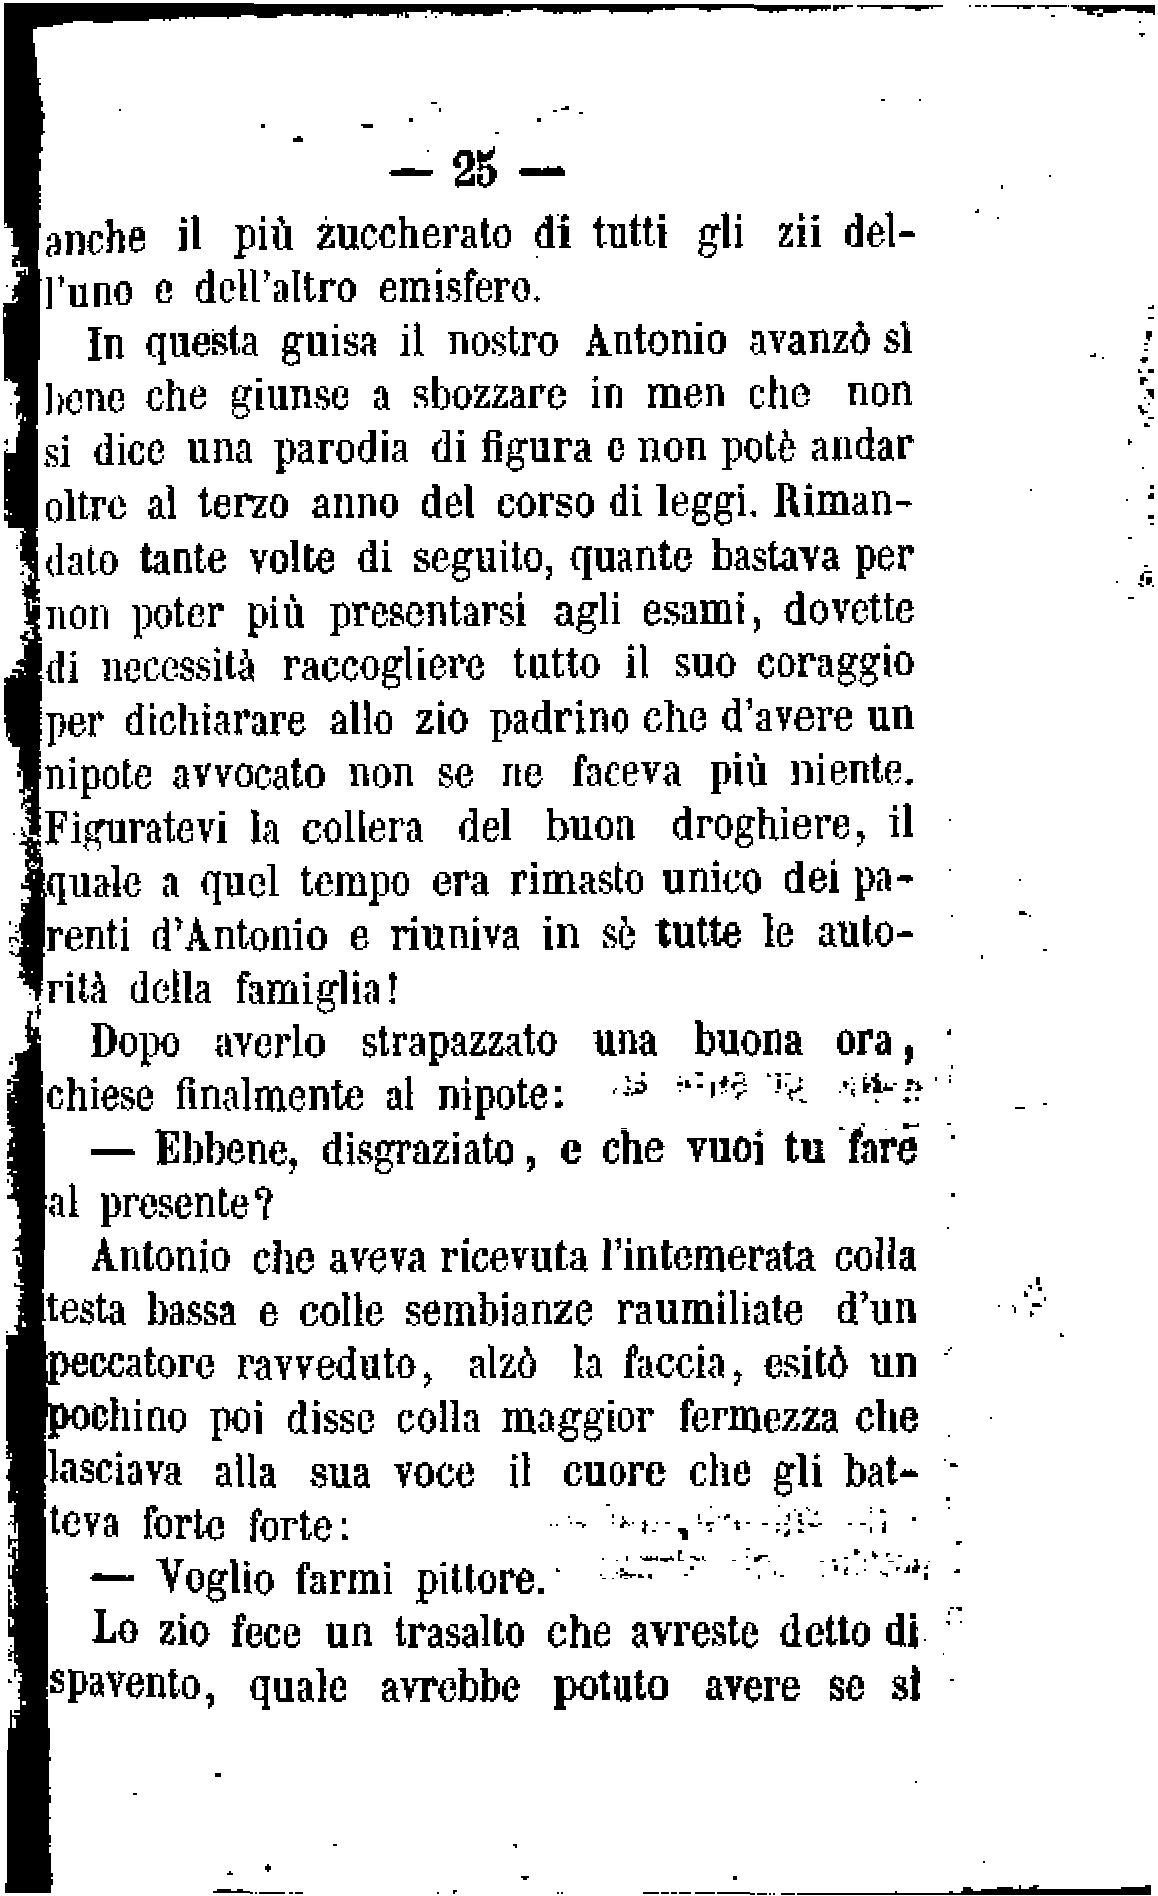 — 25 —
anche il più zuccherato di tutti gli zii del-
l'uno e dell'altro emisfero.
In questa guisa il nostro Antonio avanzò sì
bene che giunse a sbozzare in men che non
si dice una parodia di figura e non potè andar
oltre al terzo anno del corso di leggi. Riman-
dato tante volte di seguito, quante bastava per
non poter più presentarsi agli esami, dovette
di necessità raccogliere tutto il suo coraggio
per dichiarare allo zio padrino che d'avere un
nipote avvocato non se ne faceva più niente.
Figuratevi la collera del buon droghiere, il
quale a quel tempo era rimasto unico dei pa-
renti d'Antonio e riuniva in sè tutte le auto-
rità della famiglia!
Dopo averlo strapazzato una buona ora,
chiese finalmente al nipote:
— Ebbene, disgraziato, e che vuoi tu fare
al presente?
Antonio che aveva ricevuta l'intemerata colla
testa bassa e colle sembianze raumiliate d'un
peccatore ravveduto, alzò la faccia, esitò un
pochino poi disse colla maggior fermezza che
lasciava alla sua voce il cuore che gli bat-
teva forte forte:
— Voglio farmi pittore.
Lo zio fece un trasalto che avreste detto di
spavento, quale avrebbe potuto avere se si